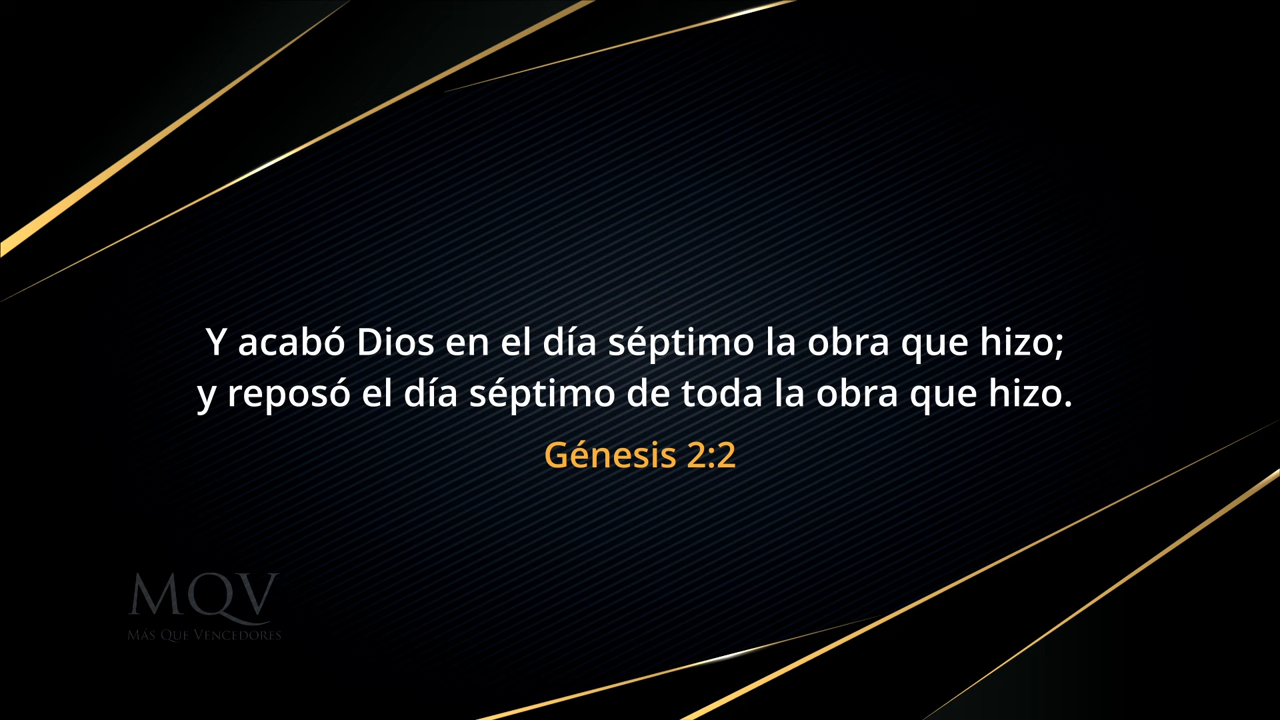 Y acabó Dios en el día séptimo la obra que hizo;
y reposó el día séptimo de toda la obra que hizo.
Génesis 2:2
MQV
Más Que Vencedores